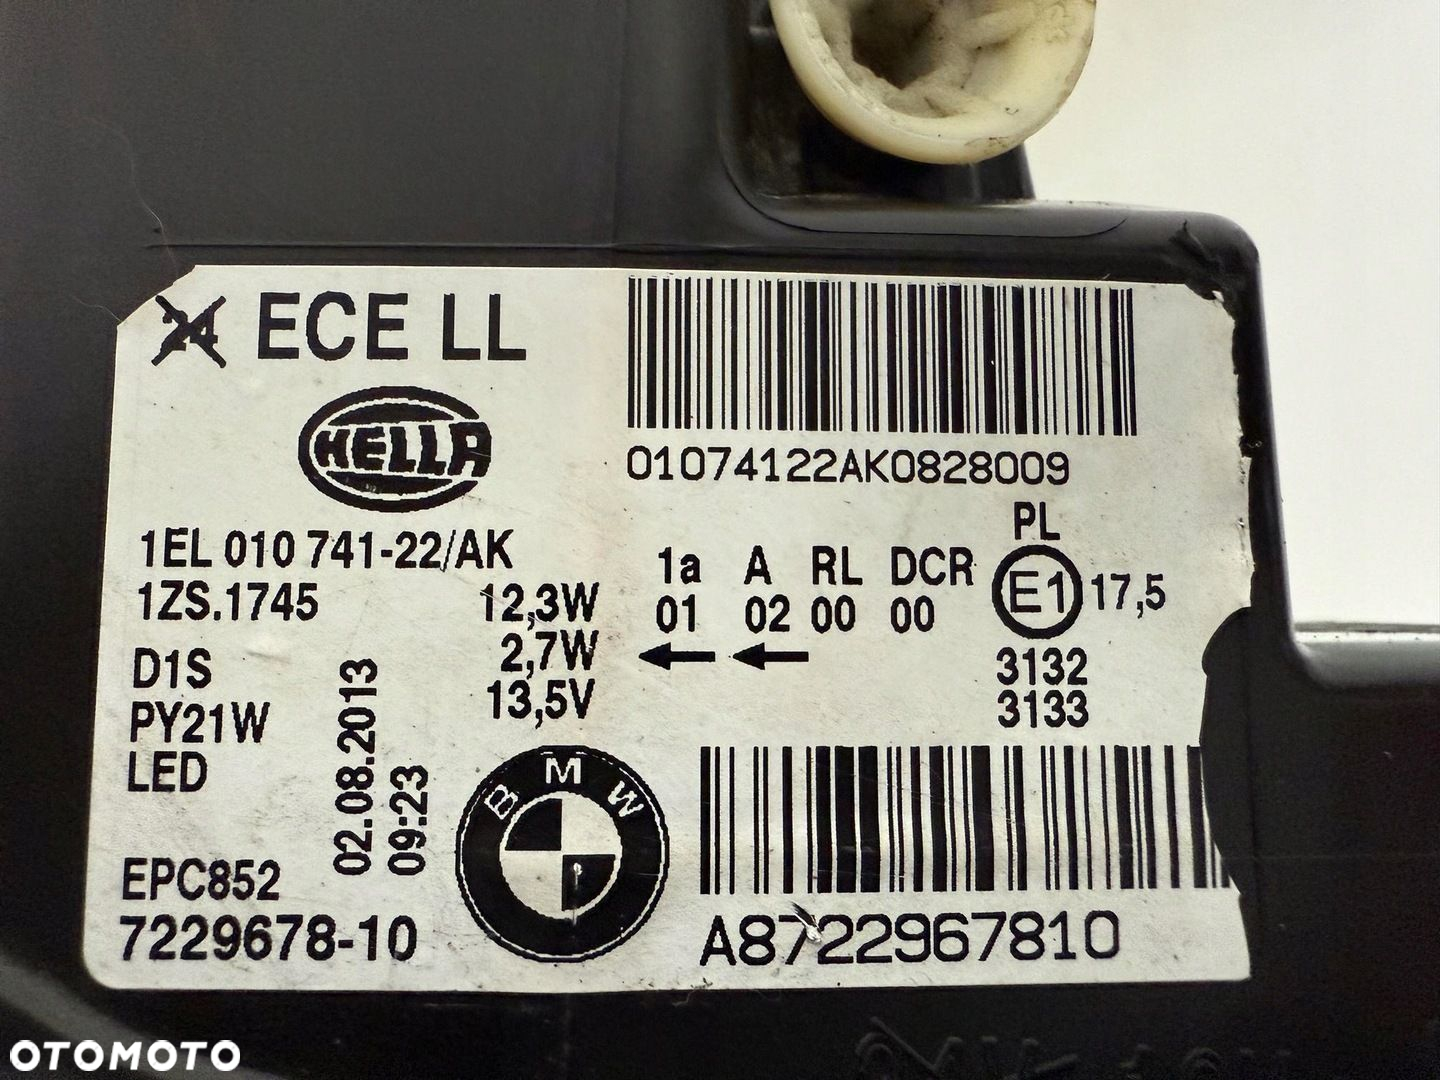 ECE LL
HELLA
01074122AK0828009
1EL 010 741-22/AK
1ZS.1745
12,3W
2,7W
13,5V
D1S
PY21W
LED
02.08.2013
09:23
1a A RL DCR
01 02 00 00
PL
E1 17,5
3132
3133
BMW
EPC852
7229678-10
A8722967810
OTOMOTO